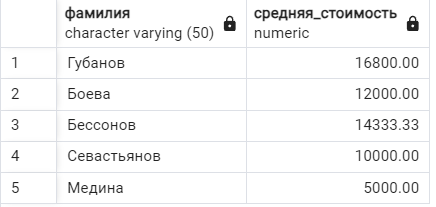 фамилия средняя_стоимость
character varying (50) numeric
1 Губанов 16800.00
2 Боева 12000.00
3 Бессонов 14333.33
4 Севастьянов 10000.00
5 Медина 5000.00